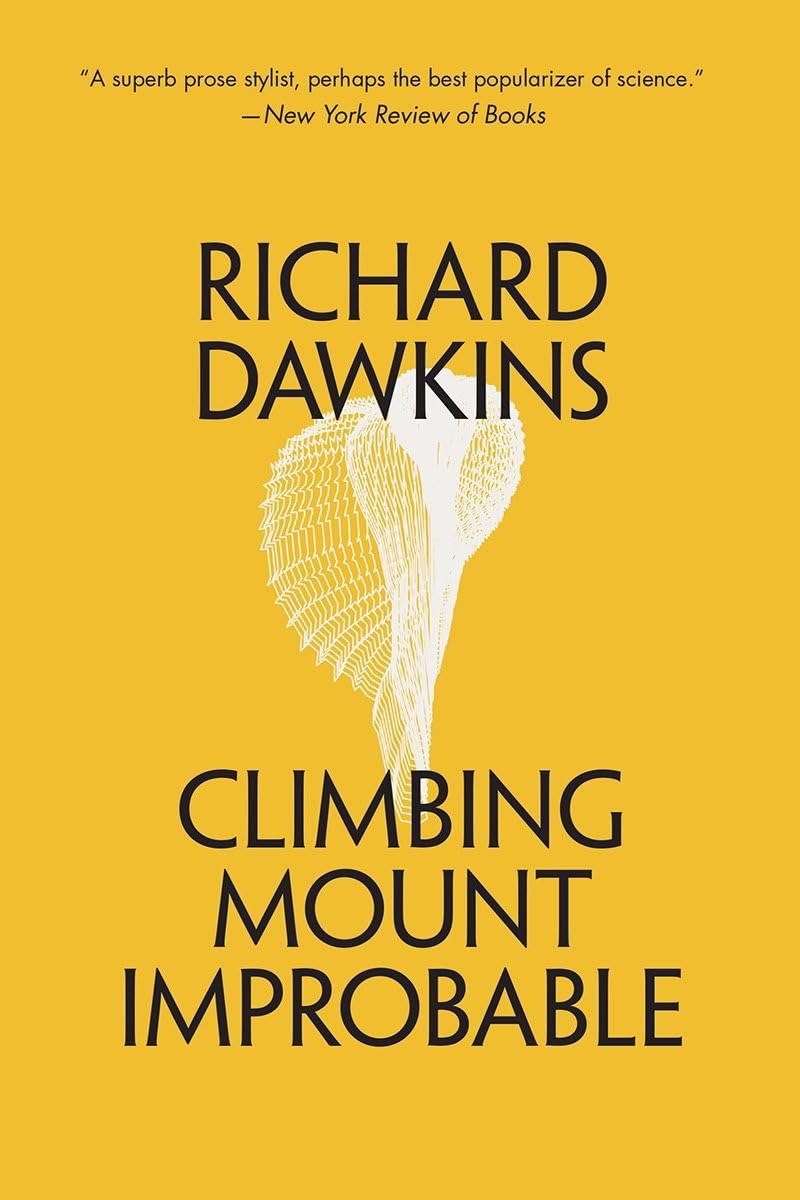 “A superb prose stylist, perhaps the best popularizer of science.”
—New York Review of Books
RICHARD
DAWKINS
CLIMBING
MOUNT
IMPROBABLE